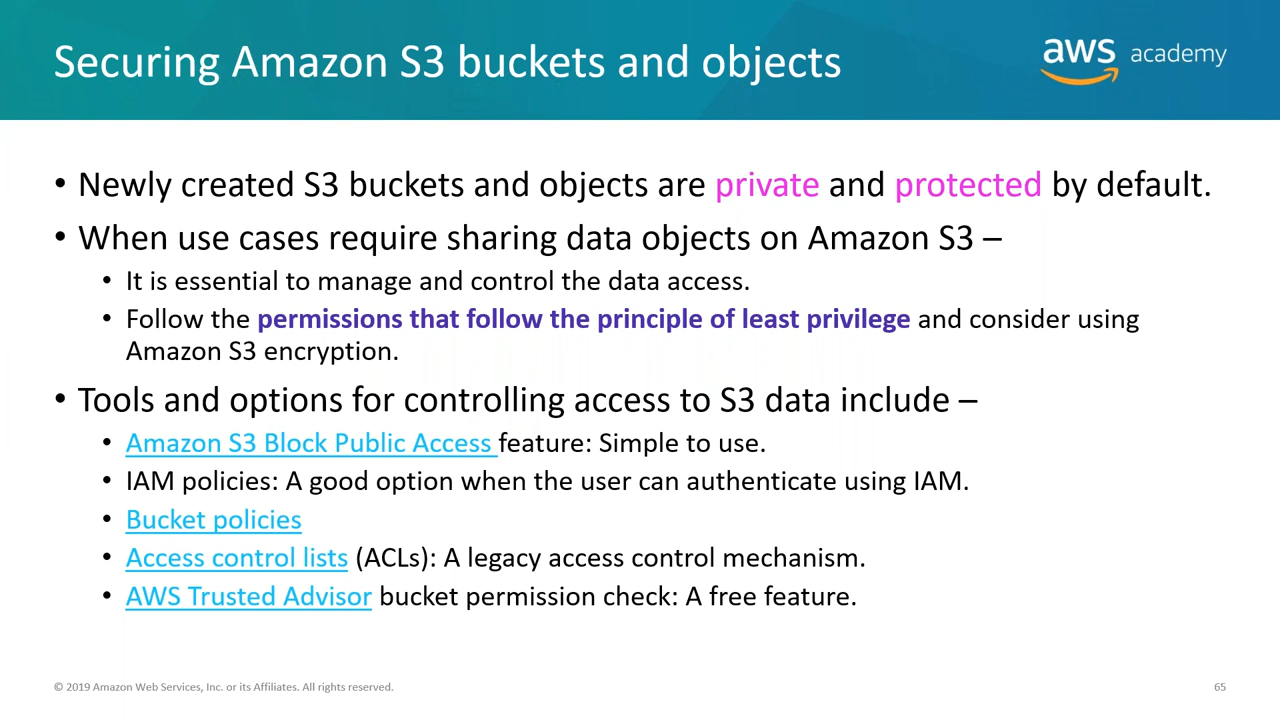 Securing Amazon S3 buckets and objects
aws academy
• Newly created S3 buckets and objects are private and protected by default.
• When use cases require sharing data objects on Amazon S3 –
• It is essential to manage and control the data access.
• Follow the permissions that follow the principle of least privilege and consider using
Amazon S3 encryption.
• Tools and options for controlling access to S3 data include –
• Amazon S3 Block Public Access feature: Simple to use.
• IAM policies: A good option when the user can authenticate using IAM.
• Bucket policies
• Access control lists (ACLs): A legacy access control mechanism.
• AWS Trusted Advisor bucket permission check: A free feature.
© 2019 Amazon Web Services, Inc. or its Affiliates. All rights reserved.
65